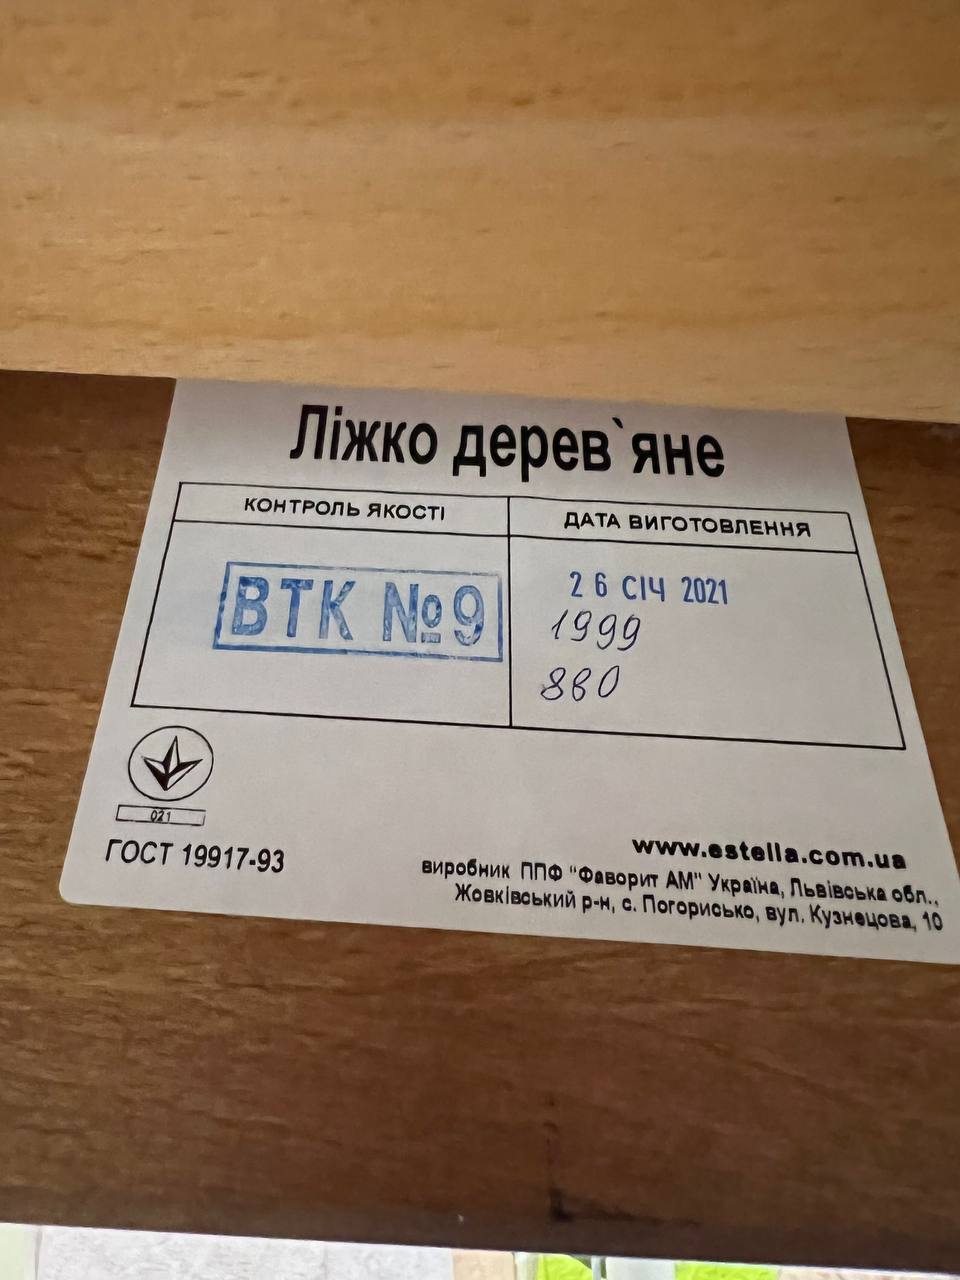 Ліжко дерев`яне
КОНТРОЛЬ ЯКОСТІ
ДАТА ВИГОТОВЛЕННЯ
ВТК №9
26 СІЧ 2021
1999
880
021
ГОСТ 19917-93
www.estella.com.ua
виробник ППФ "Фаворит АМ" Україна, Львівська обл.,
Жовківський р-н, с. Погорисько, вул. Кузнєцова, 10